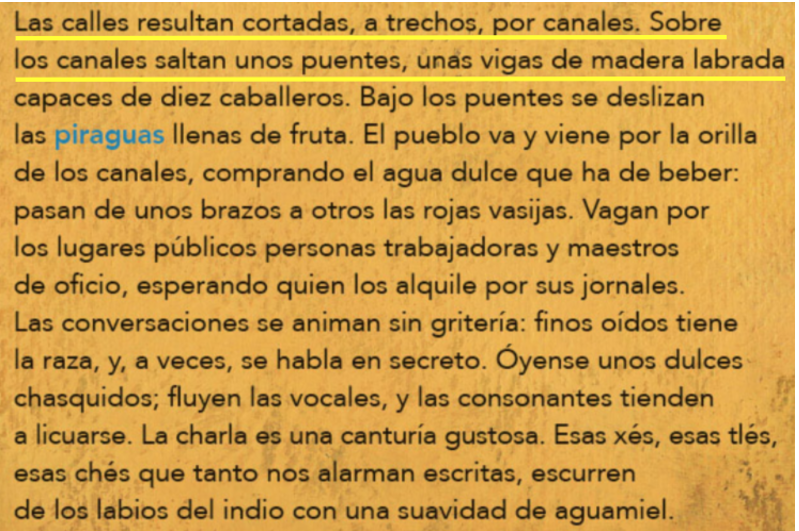 Las calles resultan cortadas, a trechos, por canales. Sobre
los canales saltan unos puentes, unas vigas de madera labrada
capaces de diez caballeros. Bajo los puentes se deslizan
las piraguas llenas de fruta. El pueblo va y viene por la orilla
de los canales, comprando el agua dulce que ha de beber:
pasan de unos brazos a otros las rojas vasijas. Vagan por
los lugares públicos personas trabajadoras y maestros
de oficio, esperando quien los alquile por sus jornales.
Las conversaciones se animan sin gritería: finos oídos tiene
la raza, y, a veces, se habla en secreto. Óyense unos dulces
chasquidos; fluyen las vocales, y las consonantes tienden
a licuarse. La charla es una canturía gustosa. Esas xés, esas tlés,
esas chés que tanto nos alarman escritas, escurren
de los labios del indio con una suavidad de aguamiel.